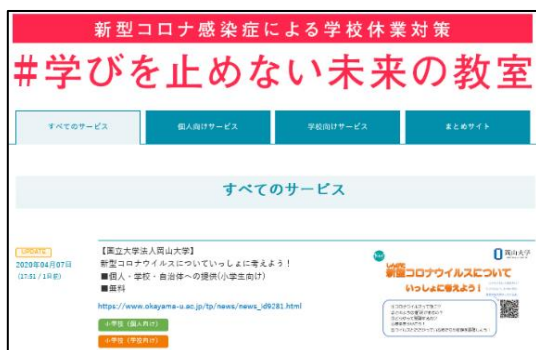 新型コロナ感染症による学校休業対策
#学びを止めない未来の教室
すべてのサービス
個人向けサービス
学校向けサービス
まとめサイト
すべてのサービス
UPDATE
2020年04月07日
(17:51 / 1日前)
【国立大学法人岡山大学】
新型コロナウイルスについていっしょに考えよう!
■個人・学校・自治体への提供(小学生向け)
■無料
https://www.okayama-u.ac.jp/tp/news/news_id9281.html
小学校(個人向け)
小学校(学校向け)
岡山大学
新型コロナウイルスについて
いっしょに考えよう!